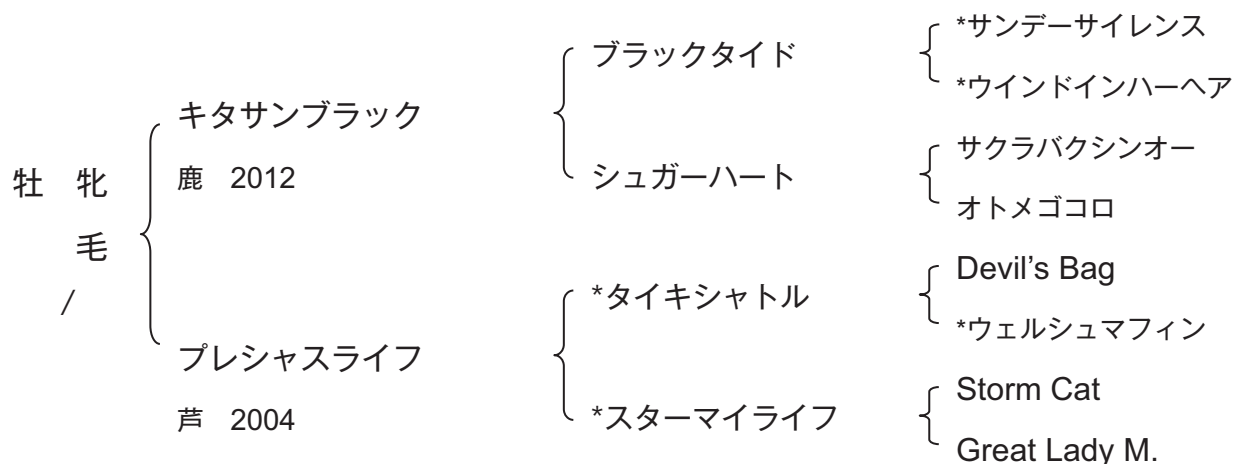 牡 牝
毛
/
キタサンブラック
鹿 2012
プレシャスライフ
芦 2004
ブラックタイド
シュガーハート
*タイキシャトル
*スターマイライフ
*サンデーサイレンス
*ウインドインハーヘア
サクラバクシンオー
オトメゴコロ
Devil's Bag
*ウェルシュマフィン
Storm Cat
Great Lady M.